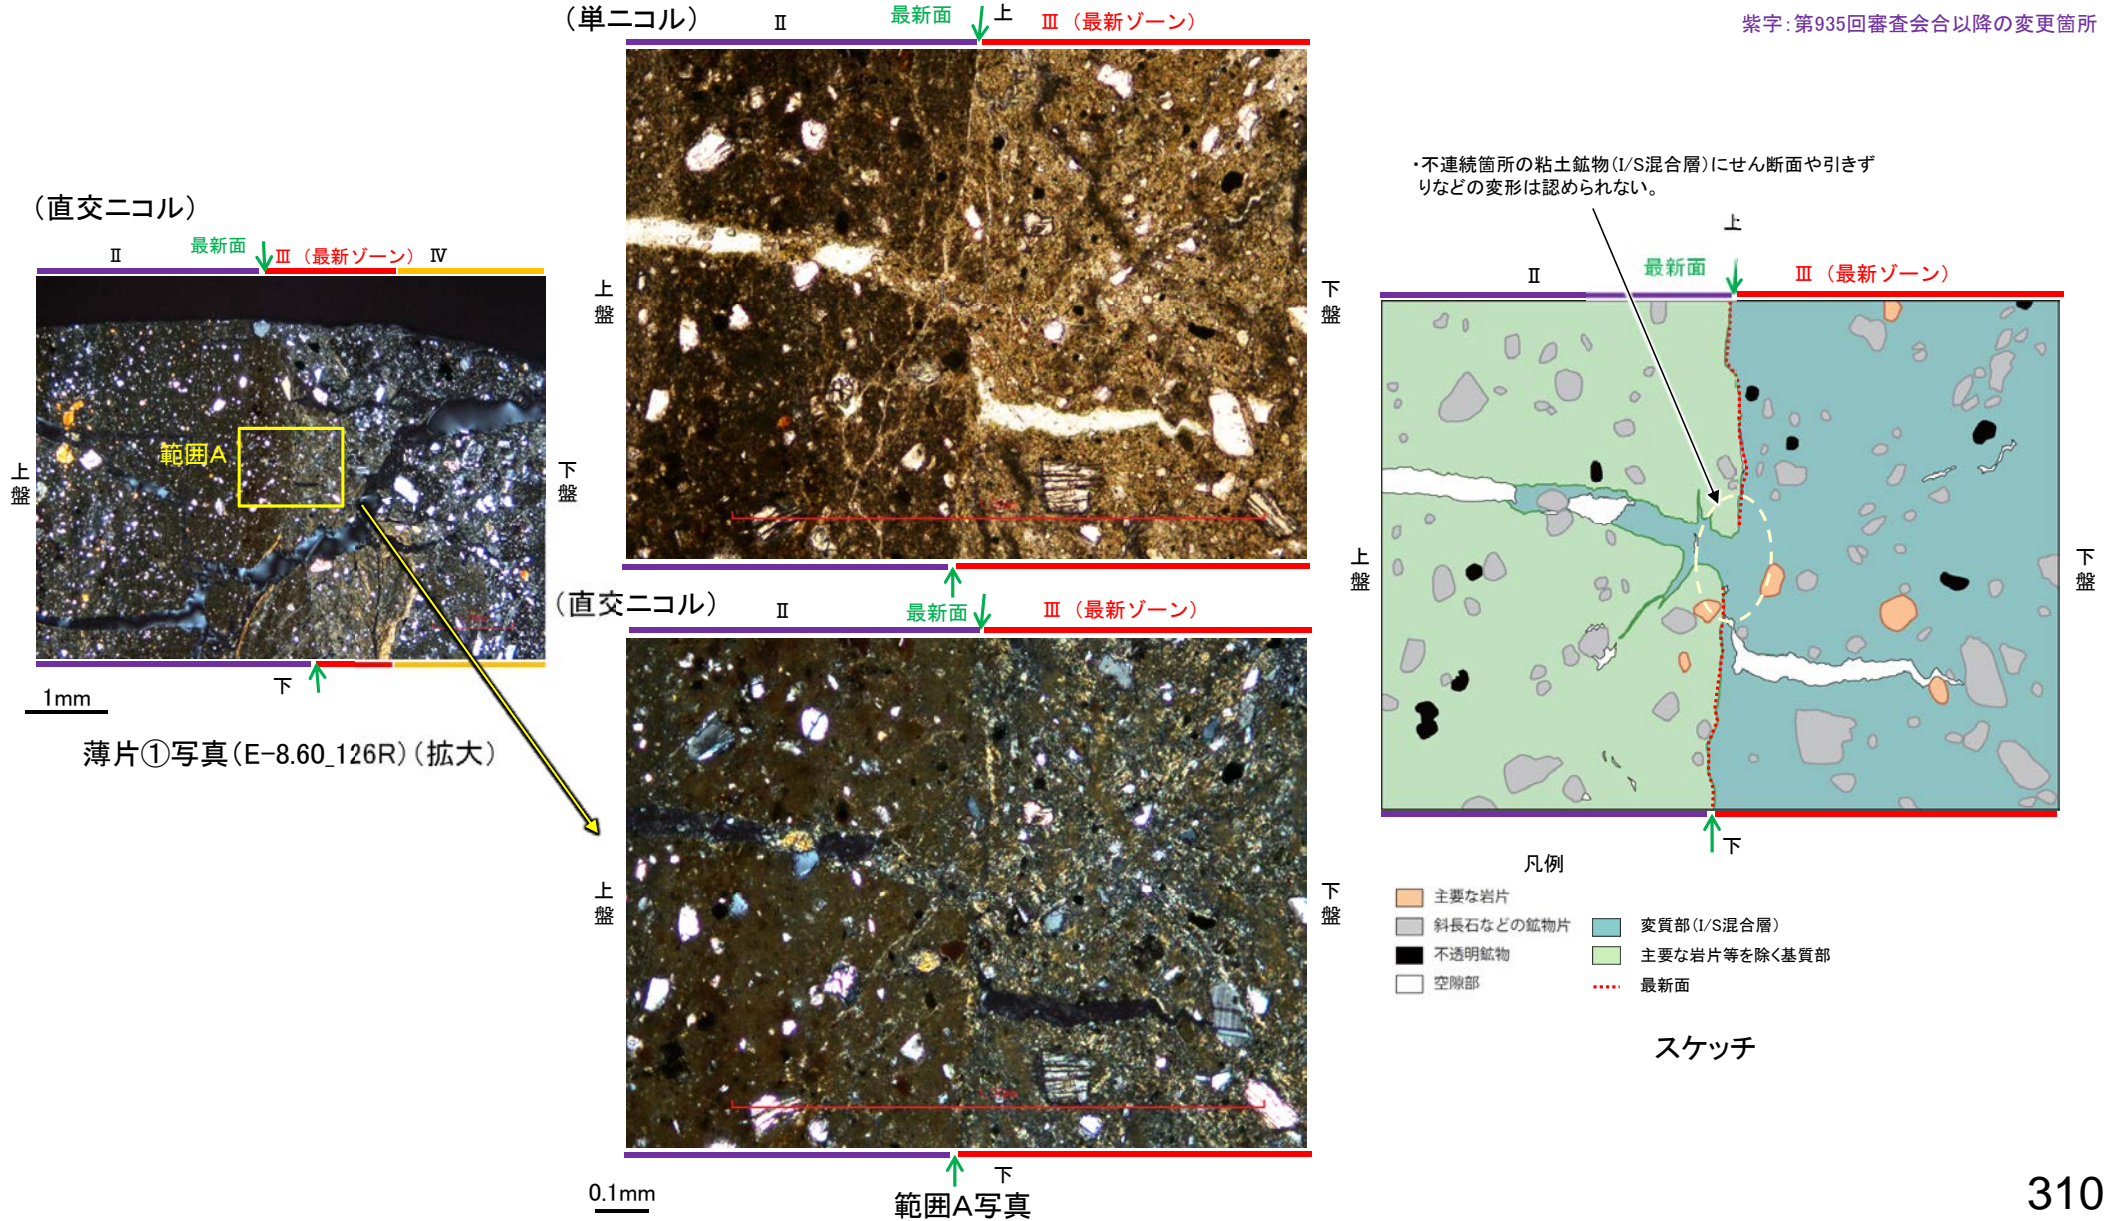 紫字:第935回審査会合以降の変更箇所
(直交ニコル)
Ⅱ
最新面
Ⅲ(最新ゾーン)
Ⅳ
範囲A
上盤
下盤
下
1mm
薄片①写真(E-8.60_126R)(拡大)
(単ニコル)
Ⅱ
最新面
上
Ⅲ(最新ゾーン)
上盤
下盤
(直交ニコル)
Ⅱ
最新面
Ⅲ(最新ゾーン)
上盤
下盤
下
0.1mm
範囲A写真
・不連続箇所の粘土鉱物(I/S混合層)にせん断面や引きず
りなどの変形は認められない。
上
Ⅱ
最新面
Ⅲ(最新ゾーン)
上盤
下盤
下
凡例
主要な岩片
斜長石などの鉱物片
不透明鉱物
空隙部
変質部(I/S混合層)
主要な岩片等を除く基質部
最新面
スケッチ
310